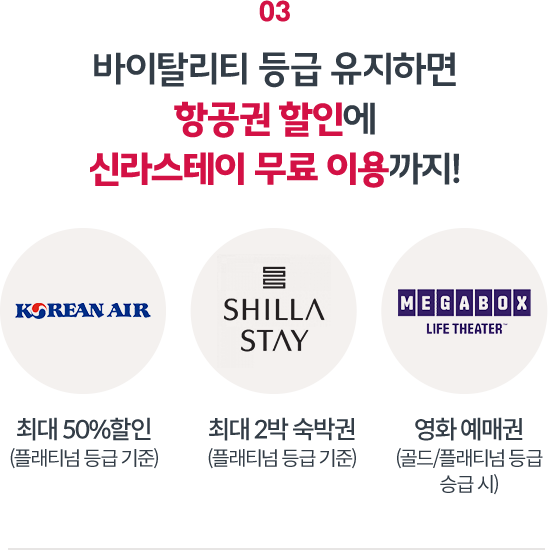 03
바이탈리티 등급 유지하면
항공권 할인에
신라스테이 무료 이용까지!
KOREAN AIR
SHILLA
STAY
MEGABOX
LIFE THEATER™
최대 50%할인
(플래티넘 등급 기준)
최대 2박 숙박권
(플래티넘 등급 기준)
영화 예매권
(골드/플래티넘 등급
승급 시)